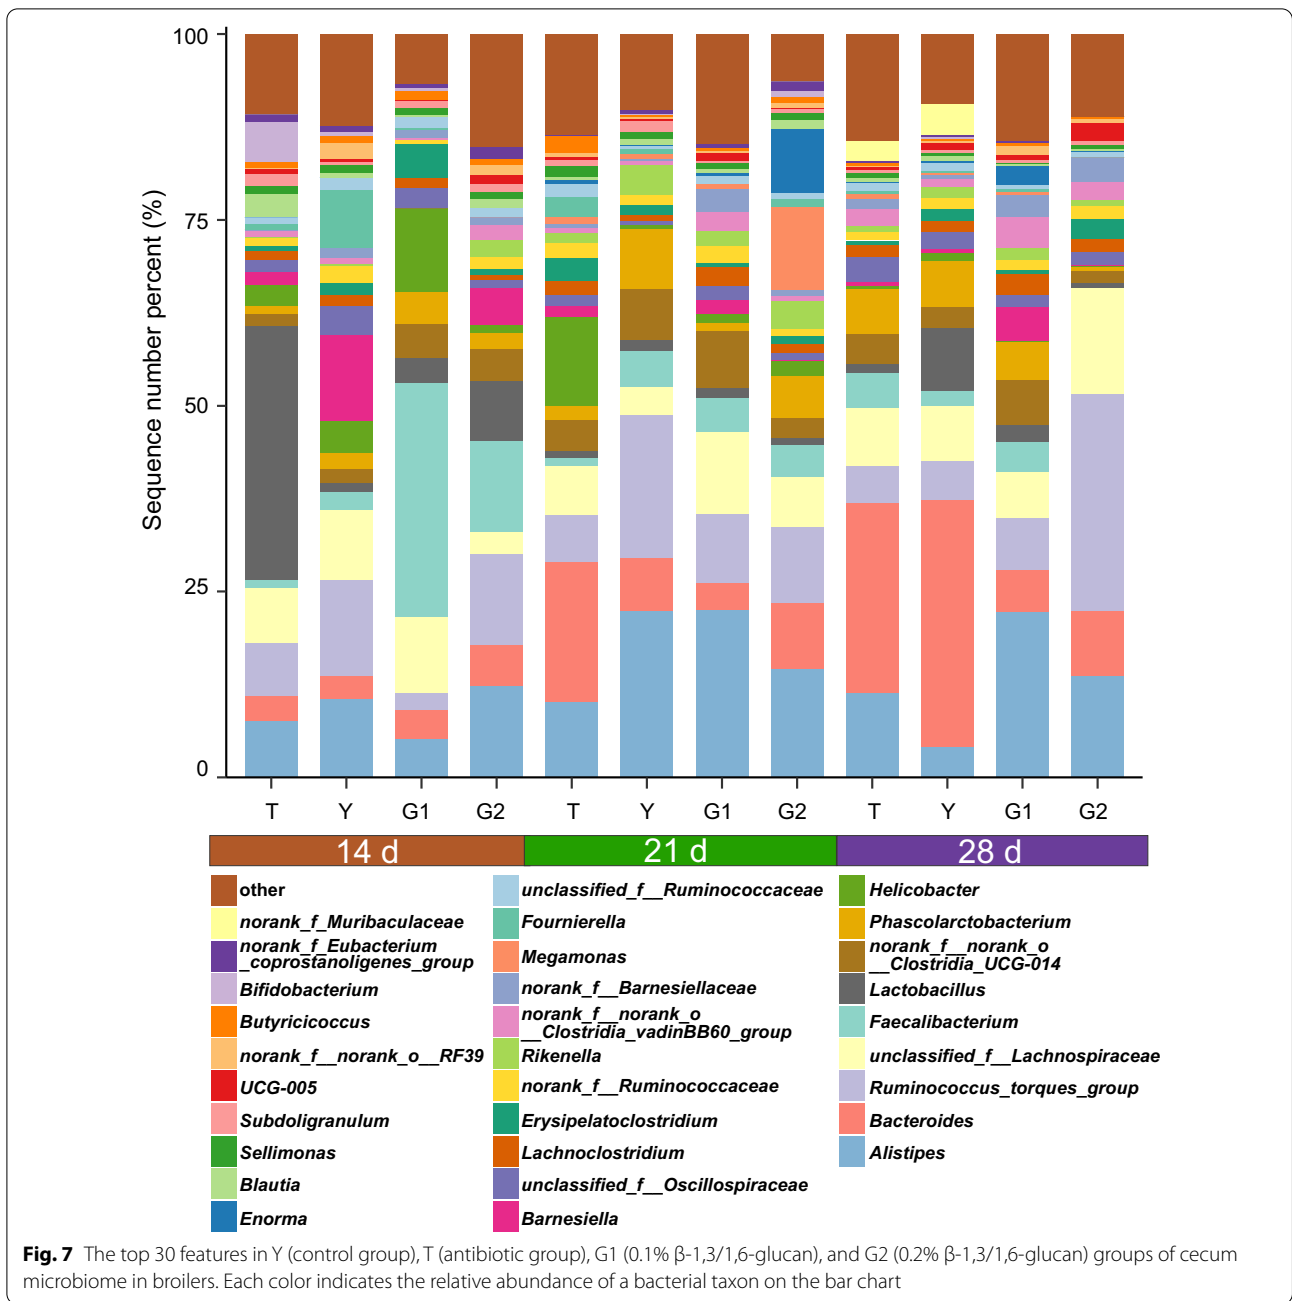 100
75
50
25
0
Sequence number percent (%)
T Y G1 G2 T Y G1 G2 T Y G1 G2
14 d 21 d 28 d
other
norank_f_Muribaculaceae
norank_f_Eubacterium
_coprostanoligenes_group
Bifidobacterium
Butyricicoccus
norank_f__norank_o__RF39
UCG-005
Subdoligranulum
Sellimonas
Blautia
Enorma
unclassified_f__Ruminococcaceae
Fournierella
Megamonas
norank_f__Barnesiellaceae
norank_f__norank_o
__Clostridia_vadinBB60_group
Rikenella
norank_f__Ruminococcaceae
Erysipelatoclostridium
Lachnoclostridium
unclassified_f__Oscillospiraceae
Barnesiella
Helicobacter
Phascolarctobacterium
norank_f__norank_o
__Clostridia_UCG-014
Lactobacillus
Faecalibacterium
unclassified_f__Lachnospiraceae
Ruminococcus_torques_group
Bacteroides
Alistipes
Fig. 7 The top 30 features in Y (control group), T (antibiotic group), G1 (0.1% β-1,3/1,6-glucan), and G2 (0.2% β-1,3/1,6-glucan) groups of cecum
microbiome in broilers. Each color indicates the relative abundance of a bacterial taxon on the bar chart